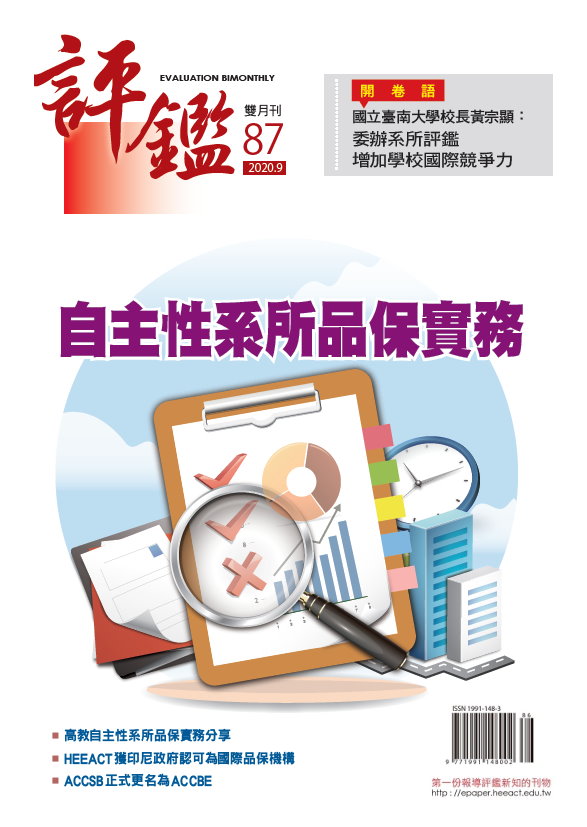 評鑑
EVALUATION BIMONTHLY
雙月刊
87
2020.9
開卷語
國立臺南大學校長黃宗顯：
委辦系所評鑑
增加學校國際競爭力
自主性系所品保實務
高教自主性系所品保實務分享
HEEACT獲印尼政府認可為國際品保機構
ACCSB正式更名為ACCBE
ISSN 1991-148-3
86
9 771991 148002
第一份報導評鑑新知的刊物
http : //epaper.heeact.edu.tw